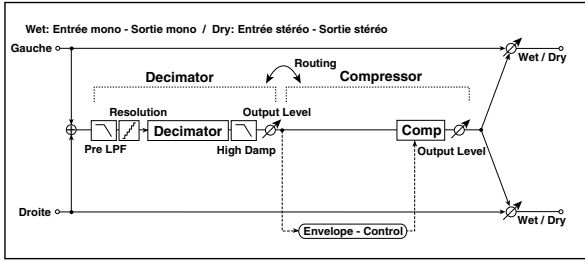 Wet: Entrée mono - Sortie mono / Dry: Entrée stéréo - Sortie stéréo
Gauche
Wet / Dry
Routing
Decimator
Compressor
Resolution
Output Level
Decimator
Comp
Pre LPF
High Damp
Output Level
Droite
Wet / Dry
Envelope - Control